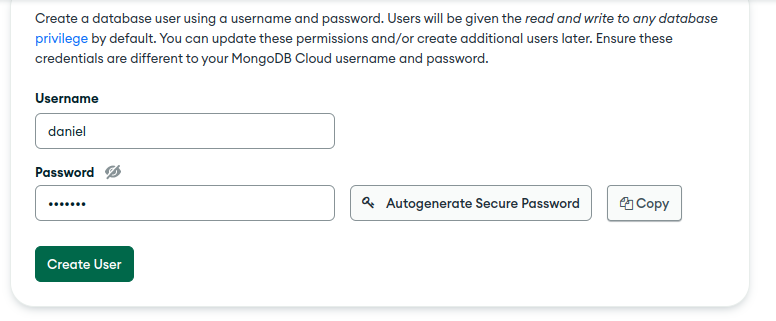 Create a database user using a username and password. Users will be given the read and write to any database
privilege by default. You can update these permissions and/or create additional users later. Ensure these
credentials are different to your MongoDB Cloud username and password.
Username
daniel
Password
•••••••
Autogenerate Secure Password
Copy
Create User